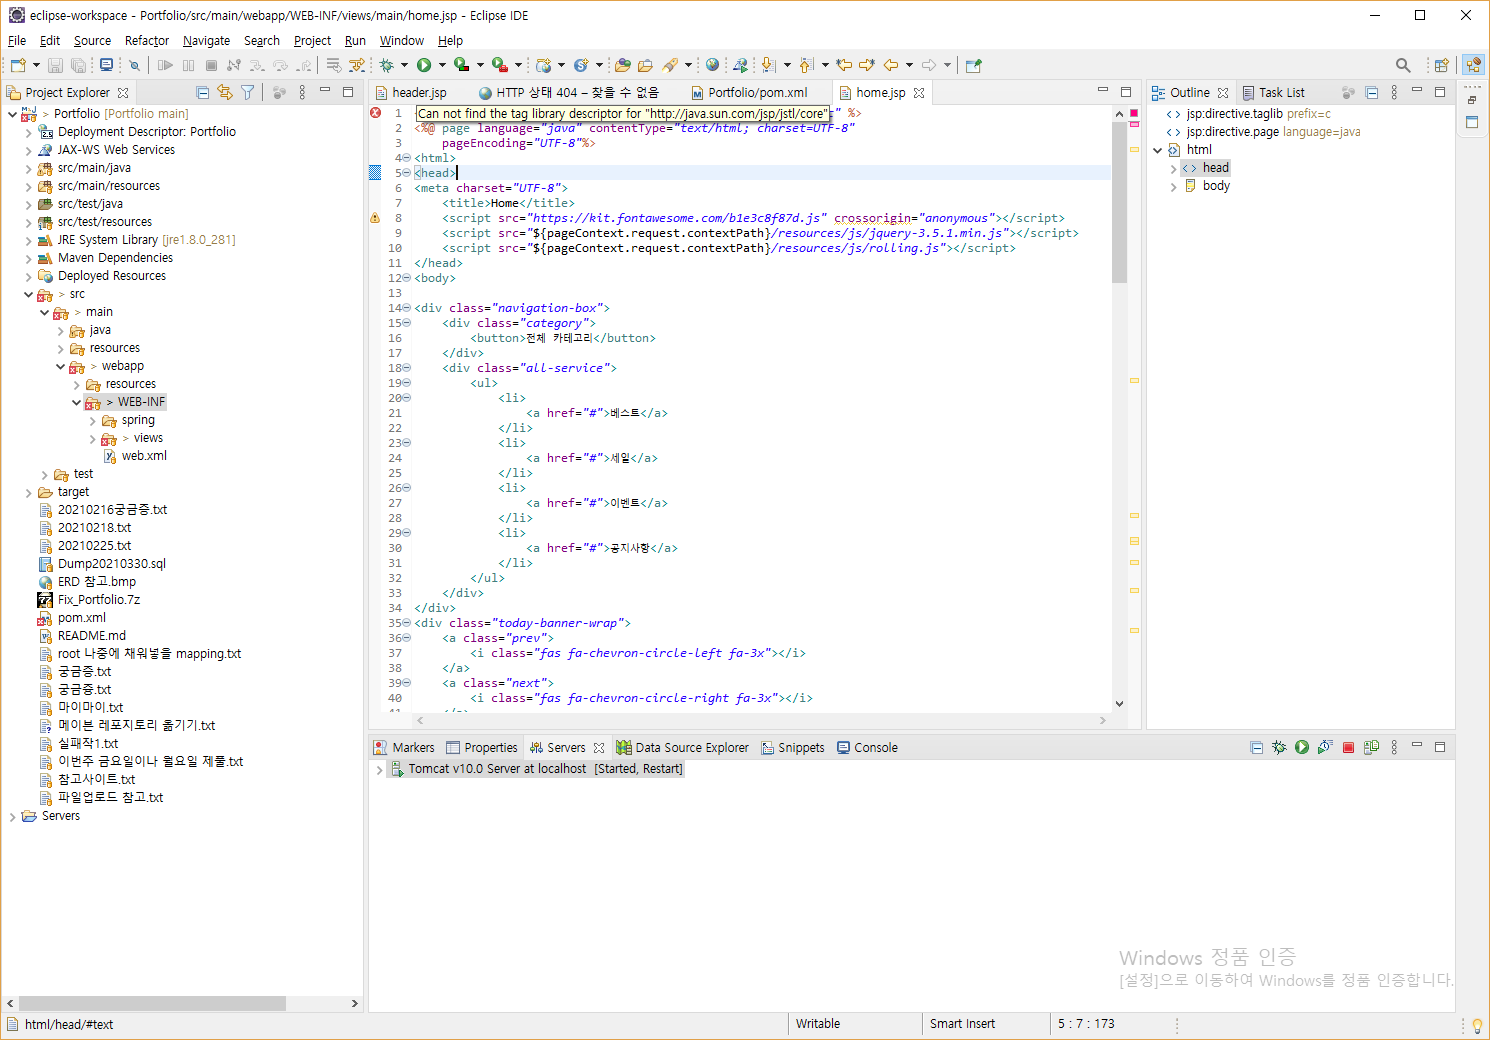 eclipse-workspace - Portfolio/src/main/webapp/WEB-INF/views/main/home.jsp - Eclipse IDE
File Edit Source Refactor Navigate Search Project Run Window Help
Project Explorer
Portfolio [Portfolio main]
Deployment Descriptor: Portfolio
JAX-WS Web Services
src/main/java
src/main/resources
src/test/java
src/test/resources
JRE System Library [jre1.8.0_281]
Maven Dependencies
Deployed Resources
src
main
java
resources
webapp
resources
WEB-INF
spring
views
web.xml
test
target
20210216궁금증.txt
20210218.txt
20210225.txt
Dump20210330.sql
ERD 참고.bmp
Fix_Portfolio.7z
pom.xml
README.md
root 나중에 채워넣을 mapping.txt
궁금증.txt
궁금증.txt
마이마이.txt
메이븐 레포지토리 옮기기.txt
실패작1.txt
이번주 금요일이나 월요일 제풀.txt
참고사이트.txt
파일업로드 참고.txt
Servers
header.jsp HTTP 상태 404 – 찾을 수 없음 Portfolio/pom.xml home.jsp
Can not find the tag library descriptor for "http://java.sun.com/jsp/jstl/core"
1 %>
2 <%@ page language="java" contentType="text/html; charset=UTF-8"
3 pageEncoding="UTF-8"%>
4 <html>
5 <head>
6 <meta charset="UTF-8">
7 <title>Home</title>
8 <script src="https://kit.fontawesome.com/b1e3c8f87d.js" crossorigin="anonymous"></script>
9 <script src="${pageContext.request.contextPath}/resources/js/jquery-3.5.1.min.js"></script>
10 <script src="${pageContext.request.contextPath}/resources/js/rolling.js"></script>
11 </head>
12 <body>
13
14 <div class="navigation-box">
15 <div class="category">
16 <button>전체 카테고리</button>
17 </div>
18 <div class="all-service">
19 <ul>
20 <li>
21 <a href="#">베스트</a>
22 </li>
23 <li>
24 <a href="#">세일</a>
25 </li>
26 <li>
27 <a href="#">이벤트</a>
28 </li>
29 <li>
30 <a href="#">공지사항</a>
31 </li>
32 </ul>
33 </div>
34 </div>
35 <div class="today-banner-wrap">
36 <a class="prev">
37 <i class="fas fa-chevron-circle-left fa-3x"></i>
38 </a>
39 <a class="next">
40 <i class="fas fa-chevron-circle-right fa-3x"></i>
Outline Task List
jsp:directive.taglib prefix=c
jsp:directive.page language=java
html
head
body
Markers Properties Servers Data Source Explorer Snippets Console
Tomcat v10.0 Server at localhost [Started, Restart]
Windows 정품 인증
[설정]으로 이동하여 Windows를 정품 인증합니다.
html/head/#text Writable Smart Insert 5 : 7 : 173